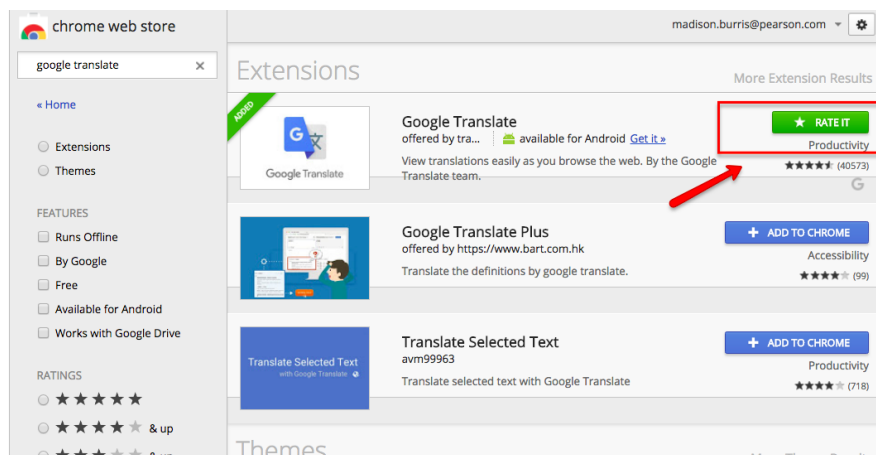 chrome web store
madison.burris@pearson.com
google translate
« Home
Extensions
Themes
FEATURES
Runs Offline
By Google
Free
Available for Android
Works with Google Drive
RATINGS
& up
Extensions
More Extension Results
ADDED
Google Translate
Google Translate
offered by tra... available for Android Get it »
View translations easily as you browse the web. By the Google
Translate team.
RATE IT
Productivity
(40573)
Google Translate Plus
offered by https://www.bart.com.hk
Translate the definitions by google translate.
ADD TO CHROME
Accessibility
(99)
Translate Selected Text
with Google Translate
Translate Selected Text
avm99963
Translate selected text with Google Translate
ADD TO CHROME
Productivity
(718)
Themes